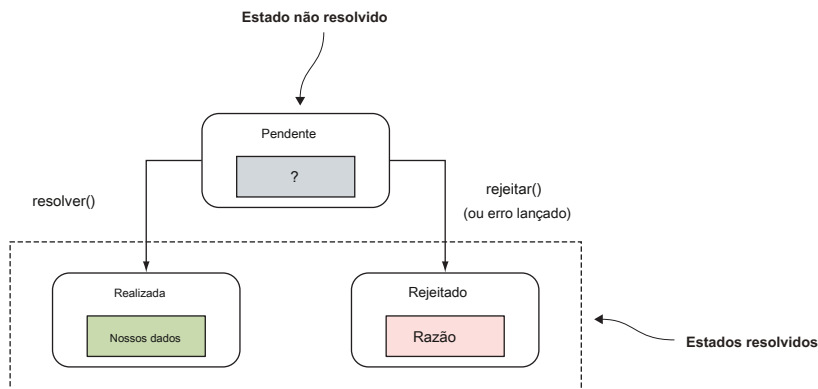 Estado não resolvido
Pendente
?
resolver()
rejeitar()
(ou erro lançado)
Realizada
Nossos dados
Rejeitado
Razão
Estados resolvidos